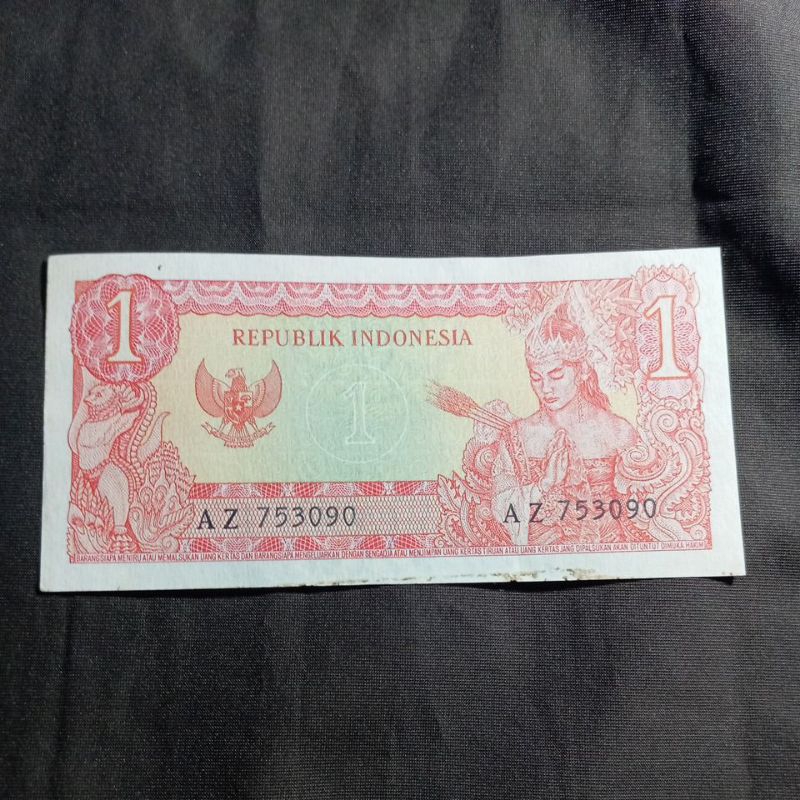 1 1
REPUBLIK INDONESIA
1
AZ 753090 AZ 753090
BARANGSIAPA MENIRU ATAU MEMALSUKAN UANG KERTAS DAN BARANGSIAPA MENGELUARKAN DENGAN SENGADJA ATAU MENJIMPAN UANG KERTAS TIRUAN ATAU UANG KERTAS JANG DIPALSUKAN AKAN DITUNTUT DIMUKA HAKIM